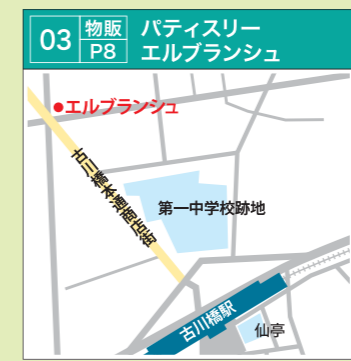 03
物販
P8
パティスリー
エルブランシュ
エルブランシュ
古川橋本通商店街
第一中学校跡地
古川橋駅
仙亭